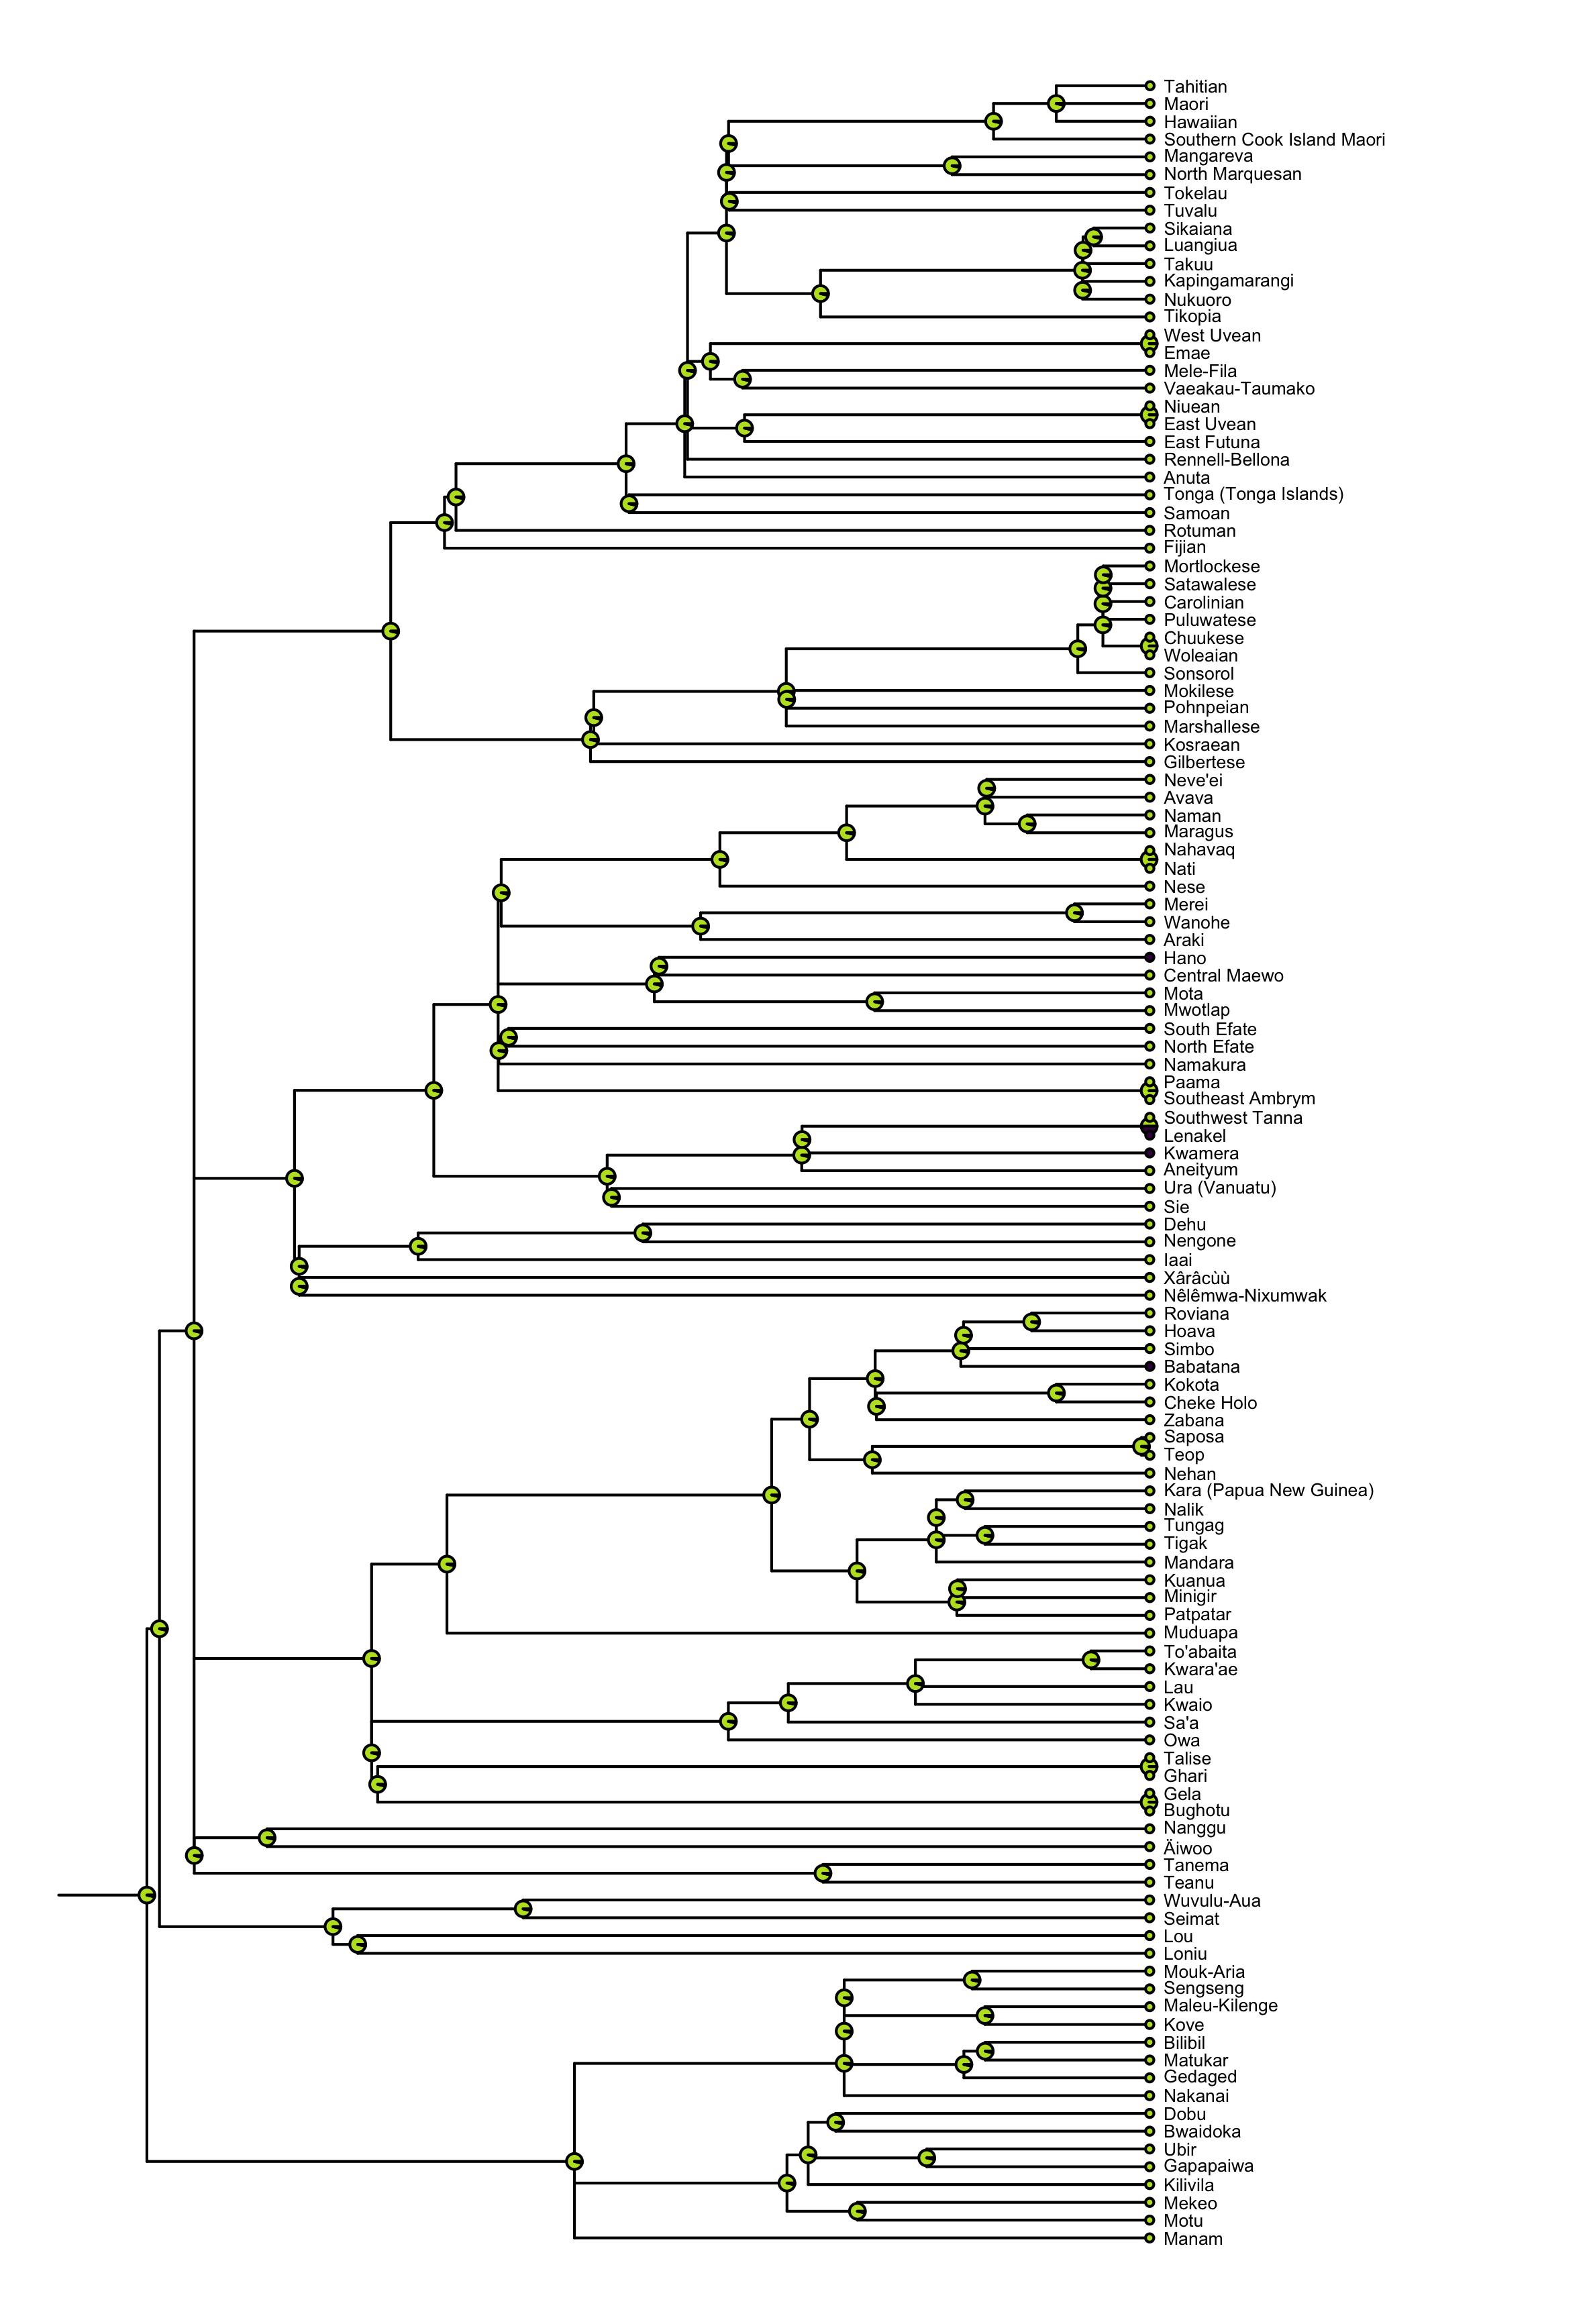 Tahitian
Maori
Hawaiian
Southern Cook Island Maori
Mangareva
North Marquesan
Tokelau
Tuvalu
Sikaiana
Luangiua
Takuu
Kapingamarangi
Nukuoro
Tikopia
West Uvean
Emae
Mele-Fila
Vaeakau-Taumako
Niuean
East Uvean
East Futuna
Rennell-Bellona
Anuta
Tonga (Tonga Islands)
Samoan
Rotuman
Fijian
Mortlockese
Satawalese
Carolinian
Puluwatese
Chuukese
Woleaian
Sonsorol
Mokilese
Pohnpeian
Marshallese
Kosraean
Gilbertese
Neve'ei
Avava
Naman
Maragus
Nahavaq
Nati
Nese
Merei
Wanohe
Araki
Hano
Central Maewo
Mota
Mwotlap
South Efate
North Efate
Namakura
Paama
Southeast Ambrym
Southwest Tanna
Lenakel
Kwamera
Aneityum
Ura (Vanuatu)
Sie
Dehu
Nengone
Iaai
Xârâcùù
Nêlêmwa-Nixumwak
Roviana
Hoava
Simbo
Babatana
Kokota
Cheke Holo
Zabana
Saposa
Teop
Nehan
Kara (Papua New Guinea)
Nalik
Tungag
Tigak
Mandara
Kuanua
Minigir
Patpatar
Muduapa
To'abaita
Kwara'ae
Lau
Kwaio
Sa'a
Owa
Talise
Ghari
Gela
Bughotu
Nanggu
Äiwoo
Tanema
Teanu
Wuvulu-Aua
Seimat
Lou
Loniu
Mouk-Aria
Sengseng
Maleu-Kilenge
Kove
Bilibil
Matukar
Gedaged
Nakanai
Dobu
Bwaidoka
Ubir
Gapapaiwa
Kilivila
Mekeo
Motu
Manam